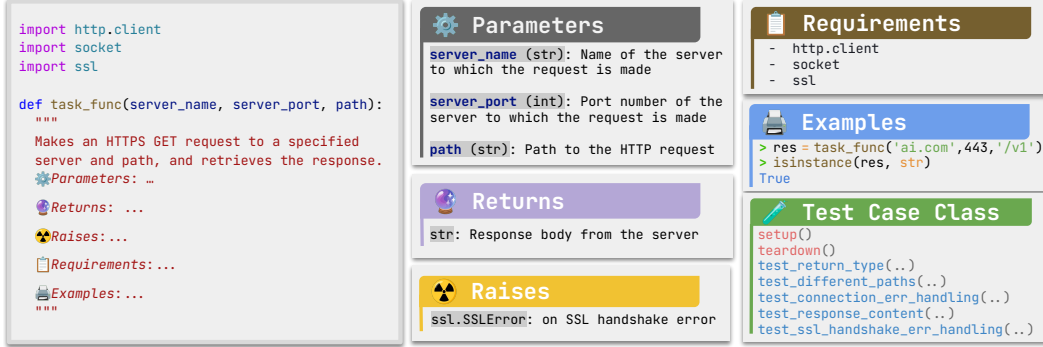 import http.client
import socket
import ssl
def task_func(server_name, server_port, path):
"""
Makes an HTTPS GET request to a specified
server and path, and retrieves the response.
⚙️Parameters: …
🔮Returns: ...
☢️Raises:...
📋Requirements:...
🖨️Examples:...
"""
⚙️ Parameters
server_name (str): Name of the server
to which the request is made
server_port (int): Port number of the
server to which the request is made
path (str): Path to the HTTP request
🔮 Returns
str: Response body from the server
☢️ Raises
ssl.SSLError: on SSL handshake error
📋 Requirements
- http.client
- socket
- ssl
🖨️ Examples
> res = task_func('ai.com',443,'/v1')
> isinstance(res, str)
True
🧪 Test Case Class
setup()
teardown()
test_return_type(..)
test_different_paths(..)
test_connection_err_handling(..)
test_response_content(..)
test_ssl_handshake_err_handling(..)